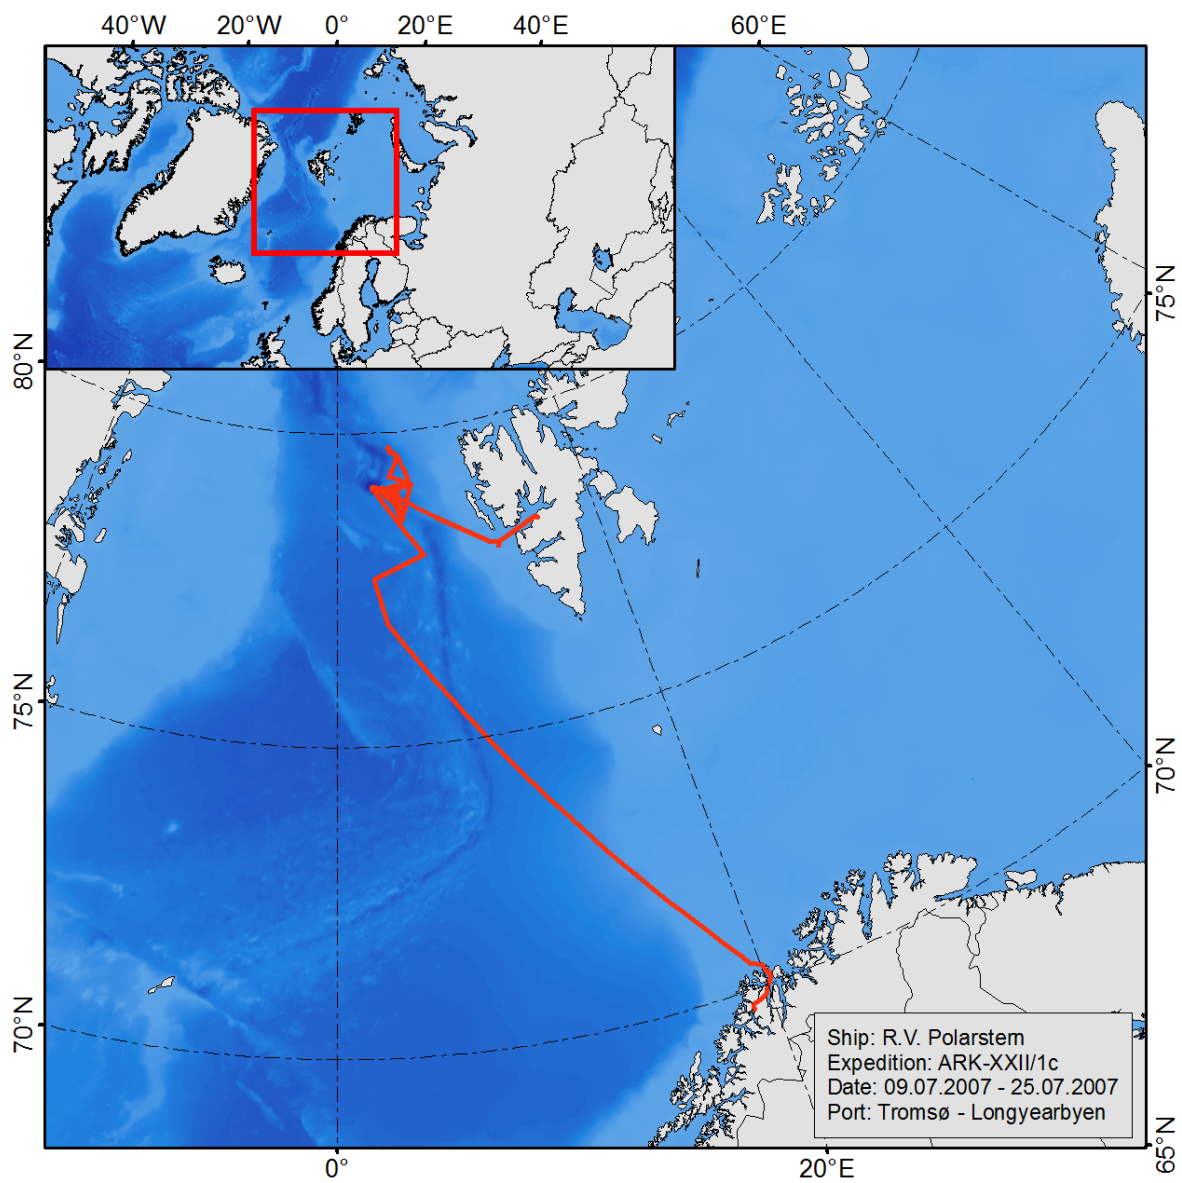 40°W 20°W 0° 20°E 40°E 60°E
75°N
80°N
75°N
70°N
70°N
Ship: R.V. Polarstern
Expedition: ARK-XXII/1c
Date: 09.07.2007 - 25.07.2007
Port: Tromsø - Longyearbyen
65°N
0° 20°E